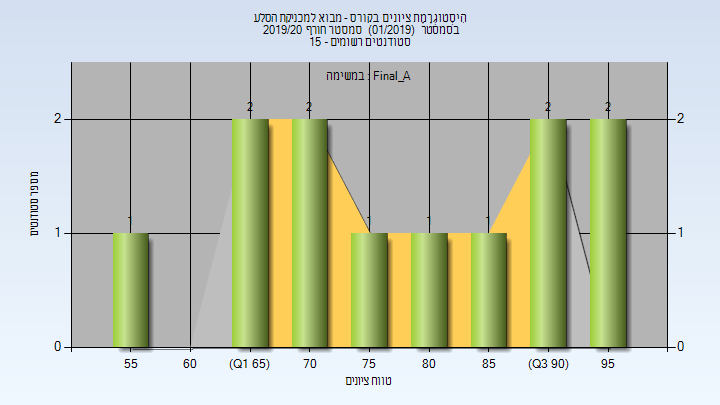 היסטוגרמת ציונים בקורס - מבוא למכניקת הסלע
בסמסטר (01/2019) סמסטר חורף 2019/20
סטודנטים רשומים - 15
במשימה : Final_A
מספר סטודנטים
2 2 2 2
1 1 1 1
2 2
1 1
0 0
55 60 (Q1 65) 70 75 80 85 (Q3 90) 95
טווח ציונים